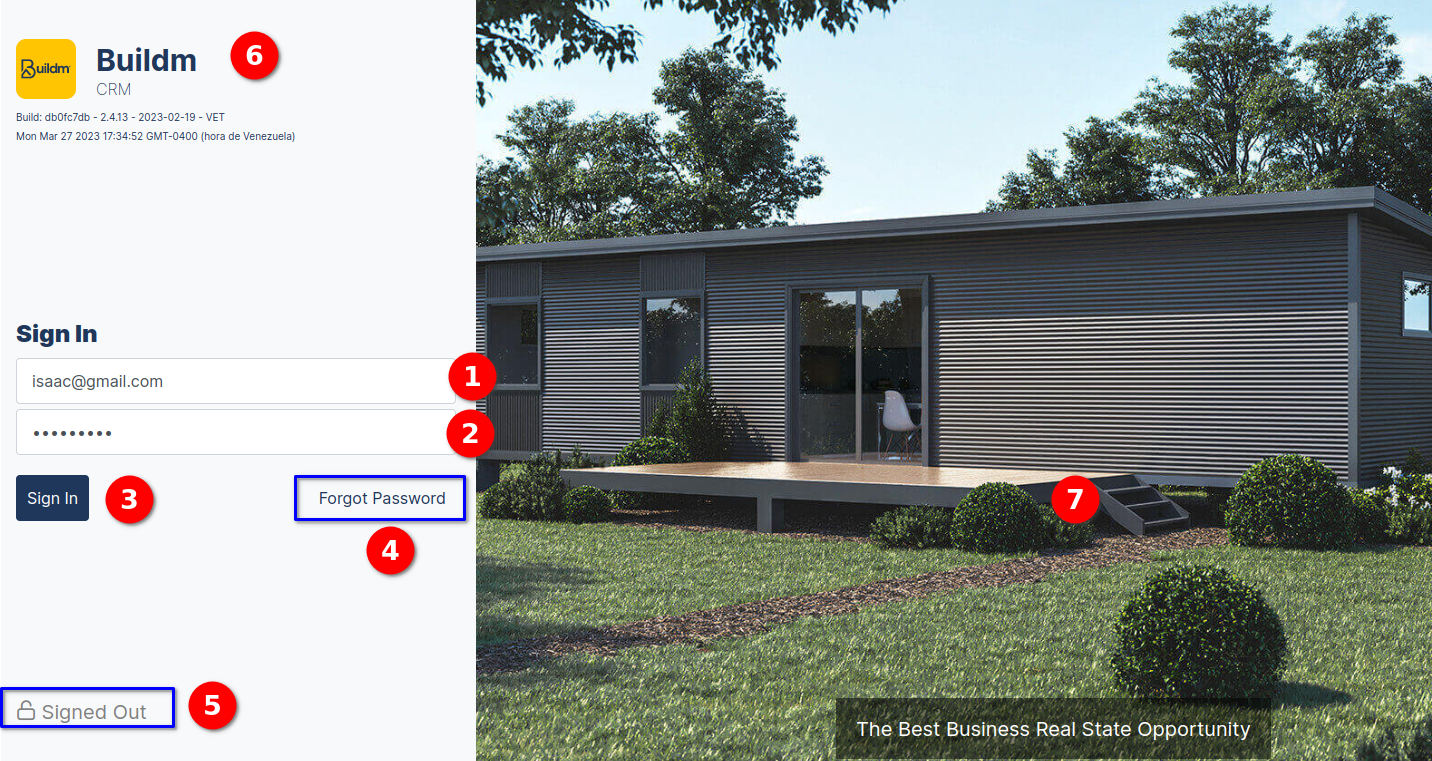 Buildm
Buildm
6
CRM
Build: db0fc7db - 2.4.13 - 2023-02-19 - VET
Mon Mar 27 2023 17:34:52 GMT-0400 (hora de Venezuela)
Sign In
isaac@gmail.com
1
•••••••••
2
Sign In
3
Forgot Password
4
7
Signed Out
5
The Best Business Real State Opportunity